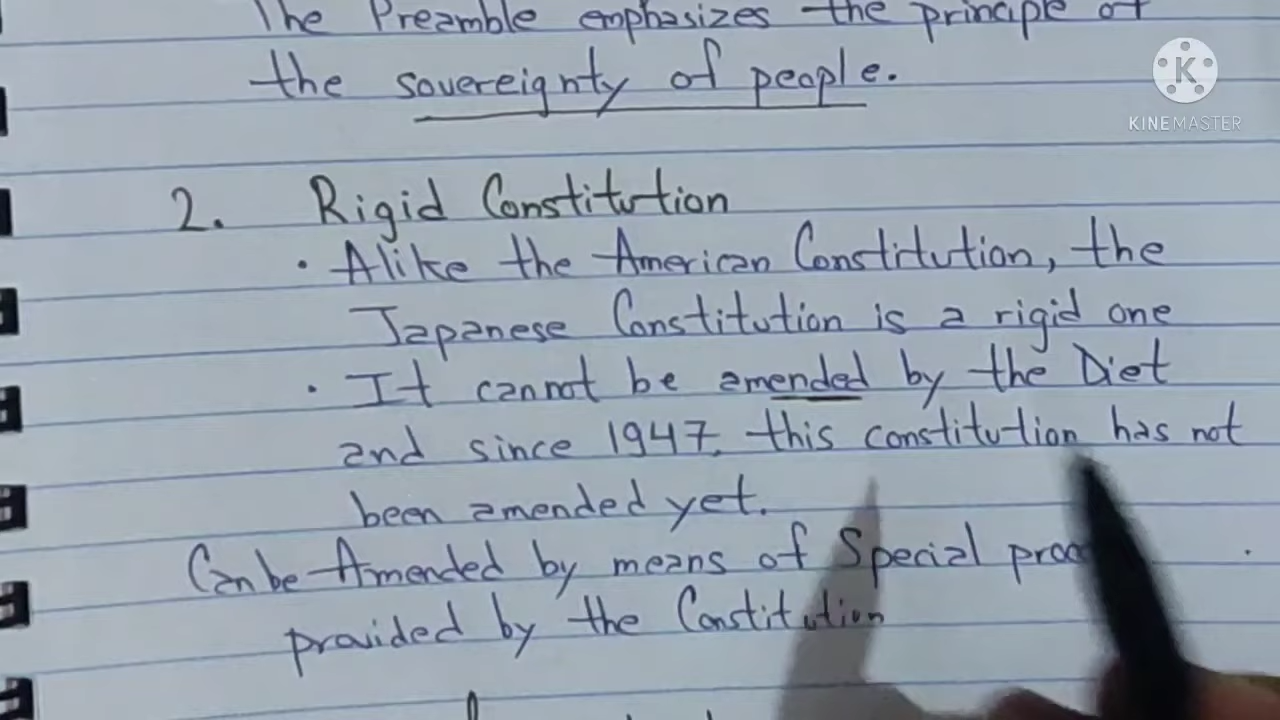 The Preamble emphasizes the principle of
the sovereignty of people.
KINEMASTER
2. Rigid Constitution
• Alike the American Constitution, the
Japanese Constitution is a rigid one
• It cannot be amended by the Diet
and since 1947, this constitution has not
been amended yet.
Can be Amended by means of Special
provided by the Constitution